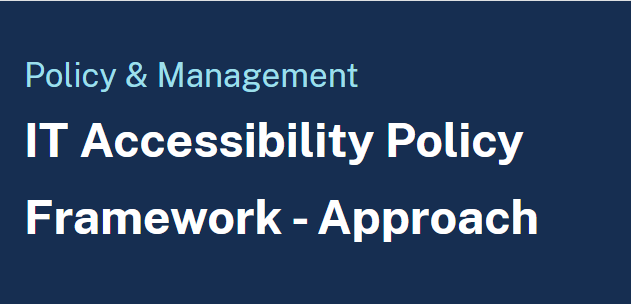 Policy & Management
IT Accessibility Policy
Framework - Approach